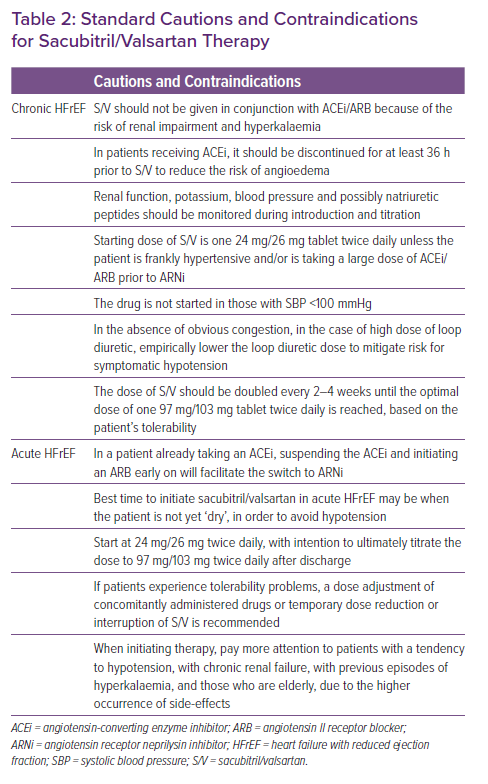 Table 2: Standard Cautions and Contraindications
for Sacubitril/Valsartan Therapy
Cautions and Contraindications
Chronic HFrEF S/V should not be given in conjunction with ACEi/ARB because of the
risk of renal impairment and hyperkalaemia
In patients receiving ACEi, it should be discontinued for at least 36 h
prior to S/V to reduce the risk of angioedema
Renal function, potassium, blood pressure and possibly natriuretic
peptides should be monitored during introduction and titration
Starting dose of S/V is one 24 mg/26 mg tablet twice daily unless the
patient is frankly hypertensive and/or is taking a large dose of ACEi/
ARB prior to ARNi
The drug is not started in those with SBP <100 mmHg
In the absence of obvious congestion, in the case of high dose of loop
diuretic, empirically lower the loop diuretic dose to mitigate risk for
symptomatic hypotension
The dose of S/V should be doubled every 2–4 weeks until the optimal
dose of one 97 mg/103 mg tablet twice daily is reached, based on the
patient's tolerability
Acute HFrEF In a patient already taking an ACEi, suspending the ACEi and initiating
an ARB early on will facilitate the switch to ARNi
Best time to initiate sacubitril/valsartan in acute HFrEF may be when
the patient is not yet 'dry', in order to avoid hypotension
Start at 24 mg/26 mg twice daily, with intention to ultimately titrate the
dose to 97 mg/103 mg twice daily after discharge
If patients experience tolerability problems, a dose adjustment of
concomitantly administered drugs or temporary dose reduction or
interruption of S/V is recommended
When initiating therapy, pay more attention to patients with a tendency
to hypotension, with chronic renal failure, with previous episodes of
hyperkalaemia, and those who are elderly, due to the higher
occurrence of side-effects
ACEi = angiotensin-converting enzyme inhibitor; ARB = angiotensin II receptor blocker;
ARNi = angiotensin receptor neprilysin inhibitor; HFrEF = heart failure with reduced ejection
fraction; SBP = systolic blood pressure; S/V = sacubitril/valsartan.